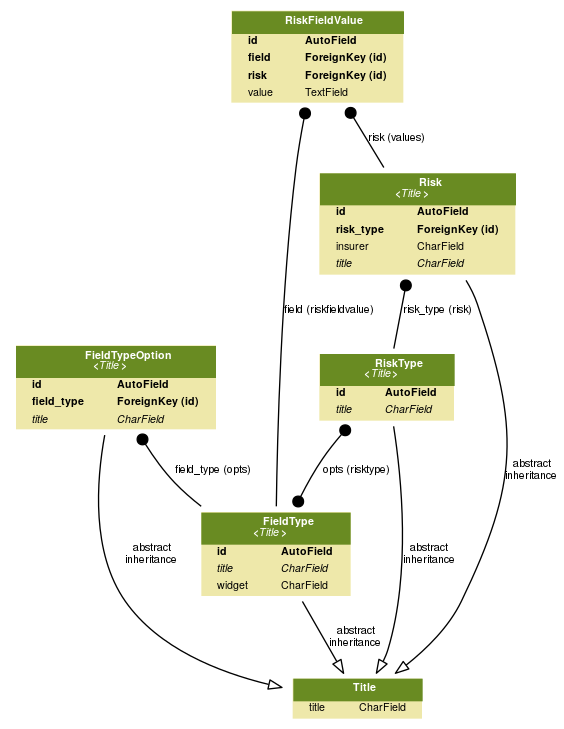 RiskFieldValue
id AutoField
field ForeignKey (id)
risk ForeignKey (id)
value TextField
risk (values)
Risk
<Title>
id AutoField
risk_type ForeignKey (id)
insurer CharField
title CharField
field (riskfieldvalue)
risk_type (risk)
FieldTypeOption
<Title>
id AutoField
field_type ForeignKey (id)
title CharField
RiskType
<Title>
id AutoField
title CharField
field_type (opts)
opts (risktype)
abstract
inheritance
FieldType
<Title>
id AutoField
title CharField
widget CharField
abstract
inheritance
abstract
inheritance
abstract
inheritance
Title
title CharField